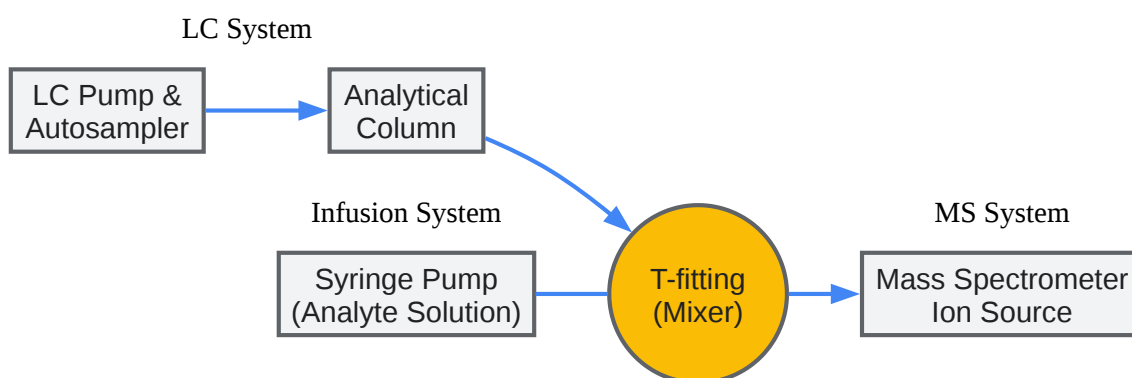 LC System
LC Pump &
Autosampler
Analytical
Column
Infusion System
Syringe Pump
(Analyte Solution)
T-fitting
(Mixer)
MS System
Mass Spectrometer
Ion Source